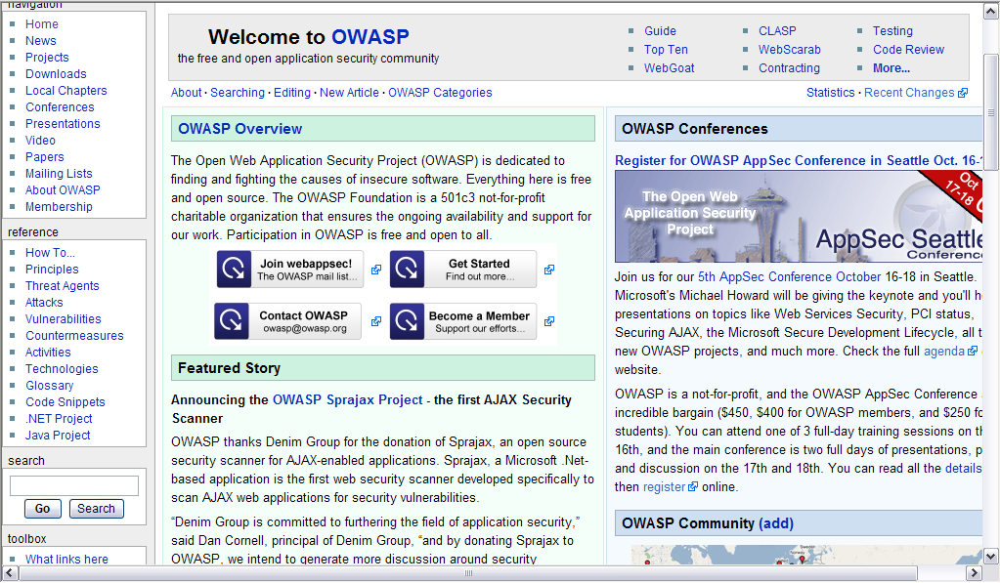 navigation
Home
News
Projects
Downloads
Local Chapters
Conferences
Presentations
Video
Papers
Mailing Lists
About OWASP
Membership
reference
How To...
Principles
Threat Agents
Attacks
Vulnerabilities
Countermeasures
Activities
Technologies
Glossary
Code Snippets
.NET Project
Java Project
search
Go Search
toolbox
What links here
Welcome to OWASP
the free and open application security community
Guide CLASP Testing
Top Ten WebScarab Code Review
WebGoat Contracting More...
About · Searching · Editing · New Article · OWASP Categories
Statistics · Recent Changes
OWASP Overview
The Open Web Application Security Project (OWASP) is dedicated to
finding and fighting the causes of insecure software. Everything here is free
and open source. The OWASP Foundation is a 501c3 not-for-profit
charitable organization that ensures the ongoing availability and support for
our work. Participation in OWASP is free and open to all.
Join webappsec!
The OWASP mail list...
Get Started
Find out more...
Contact OWASP
owasp@owasp.org
Become a Member
Support our efforts...
Featured Story
Announcing the OWASP Sprajax Project - the first AJAX Security
Scanner
OWASP thanks Denim Group for the donation of Sprajax, an open source
security scanner for AJAX-enabled applications. Sprajax, a Microsoft .Net-
based application is the first web security scanner developed specifically to
scan AJAX web applications for security vulnerabilities.
“Denim Group is committed to furthering the field of application security,”
said Dan Cornell, principal of Denim Group, “and by donating Sprajax to
OWASP, we intend to generate more discussion around security
OWASP Conferences
Register for OWASP AppSec Conference in Seattle Oct. 16-
The Open Web
Application Security
Project
Oct
17-18
AppSec Seattle
Conference
Join us for our 5th AppSec Conference October 16-18 in Seattle.
Microsoft's Michael Howard will be giving the keynote and you'll h
presentations on topics like Web Services Security, PCI status,
Securing AJAX, the Microsoft Secure Development Lifecycle, all t
new OWASP projects, and much more. Check the full agenda
website.
OWASP is a not-for-profit, and the OWASP AppSec Conference
incredible bargain ($450, $400 for OWASP members, and $250 fo
students). You can attend one of 3 full-day training sessions on th
16th, and the main conference is two full days of presentations, p
and discussion on the 17th and 18th. You can read all the details
then register online.
OWASP Community (add)